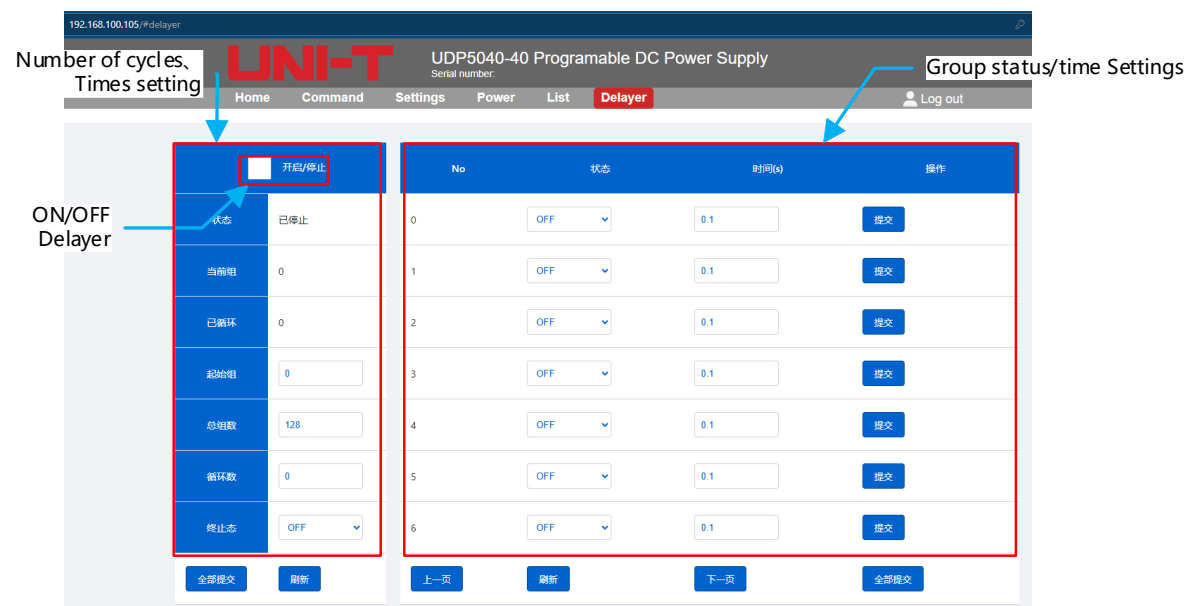 192.168.100.105/#delayer
Number of cycles、
Times setting
UNI-T
UDP5040-40 Programable DC Power Supply
Serial number:
Group status/time Settings
Home Command Settings Power List Delayer Log out
开启/停止
No 状态 时间(s) 操作
ON/OFF
Delayer
状态 已停止
0 OFF 0.1 提交
当前组 0
1 OFF 0.1 提交
已循环 0
2 OFF 0.1 提交
起始组 0
3 OFF 0.1 提交
总组数 128
4 OFF 0.1 提交
循环数 0
5 OFF 0.1 提交
终止态 OFF
6 OFF 0.1 提交
全部提交 刷新
上一页 刷新 下一页 全部提交